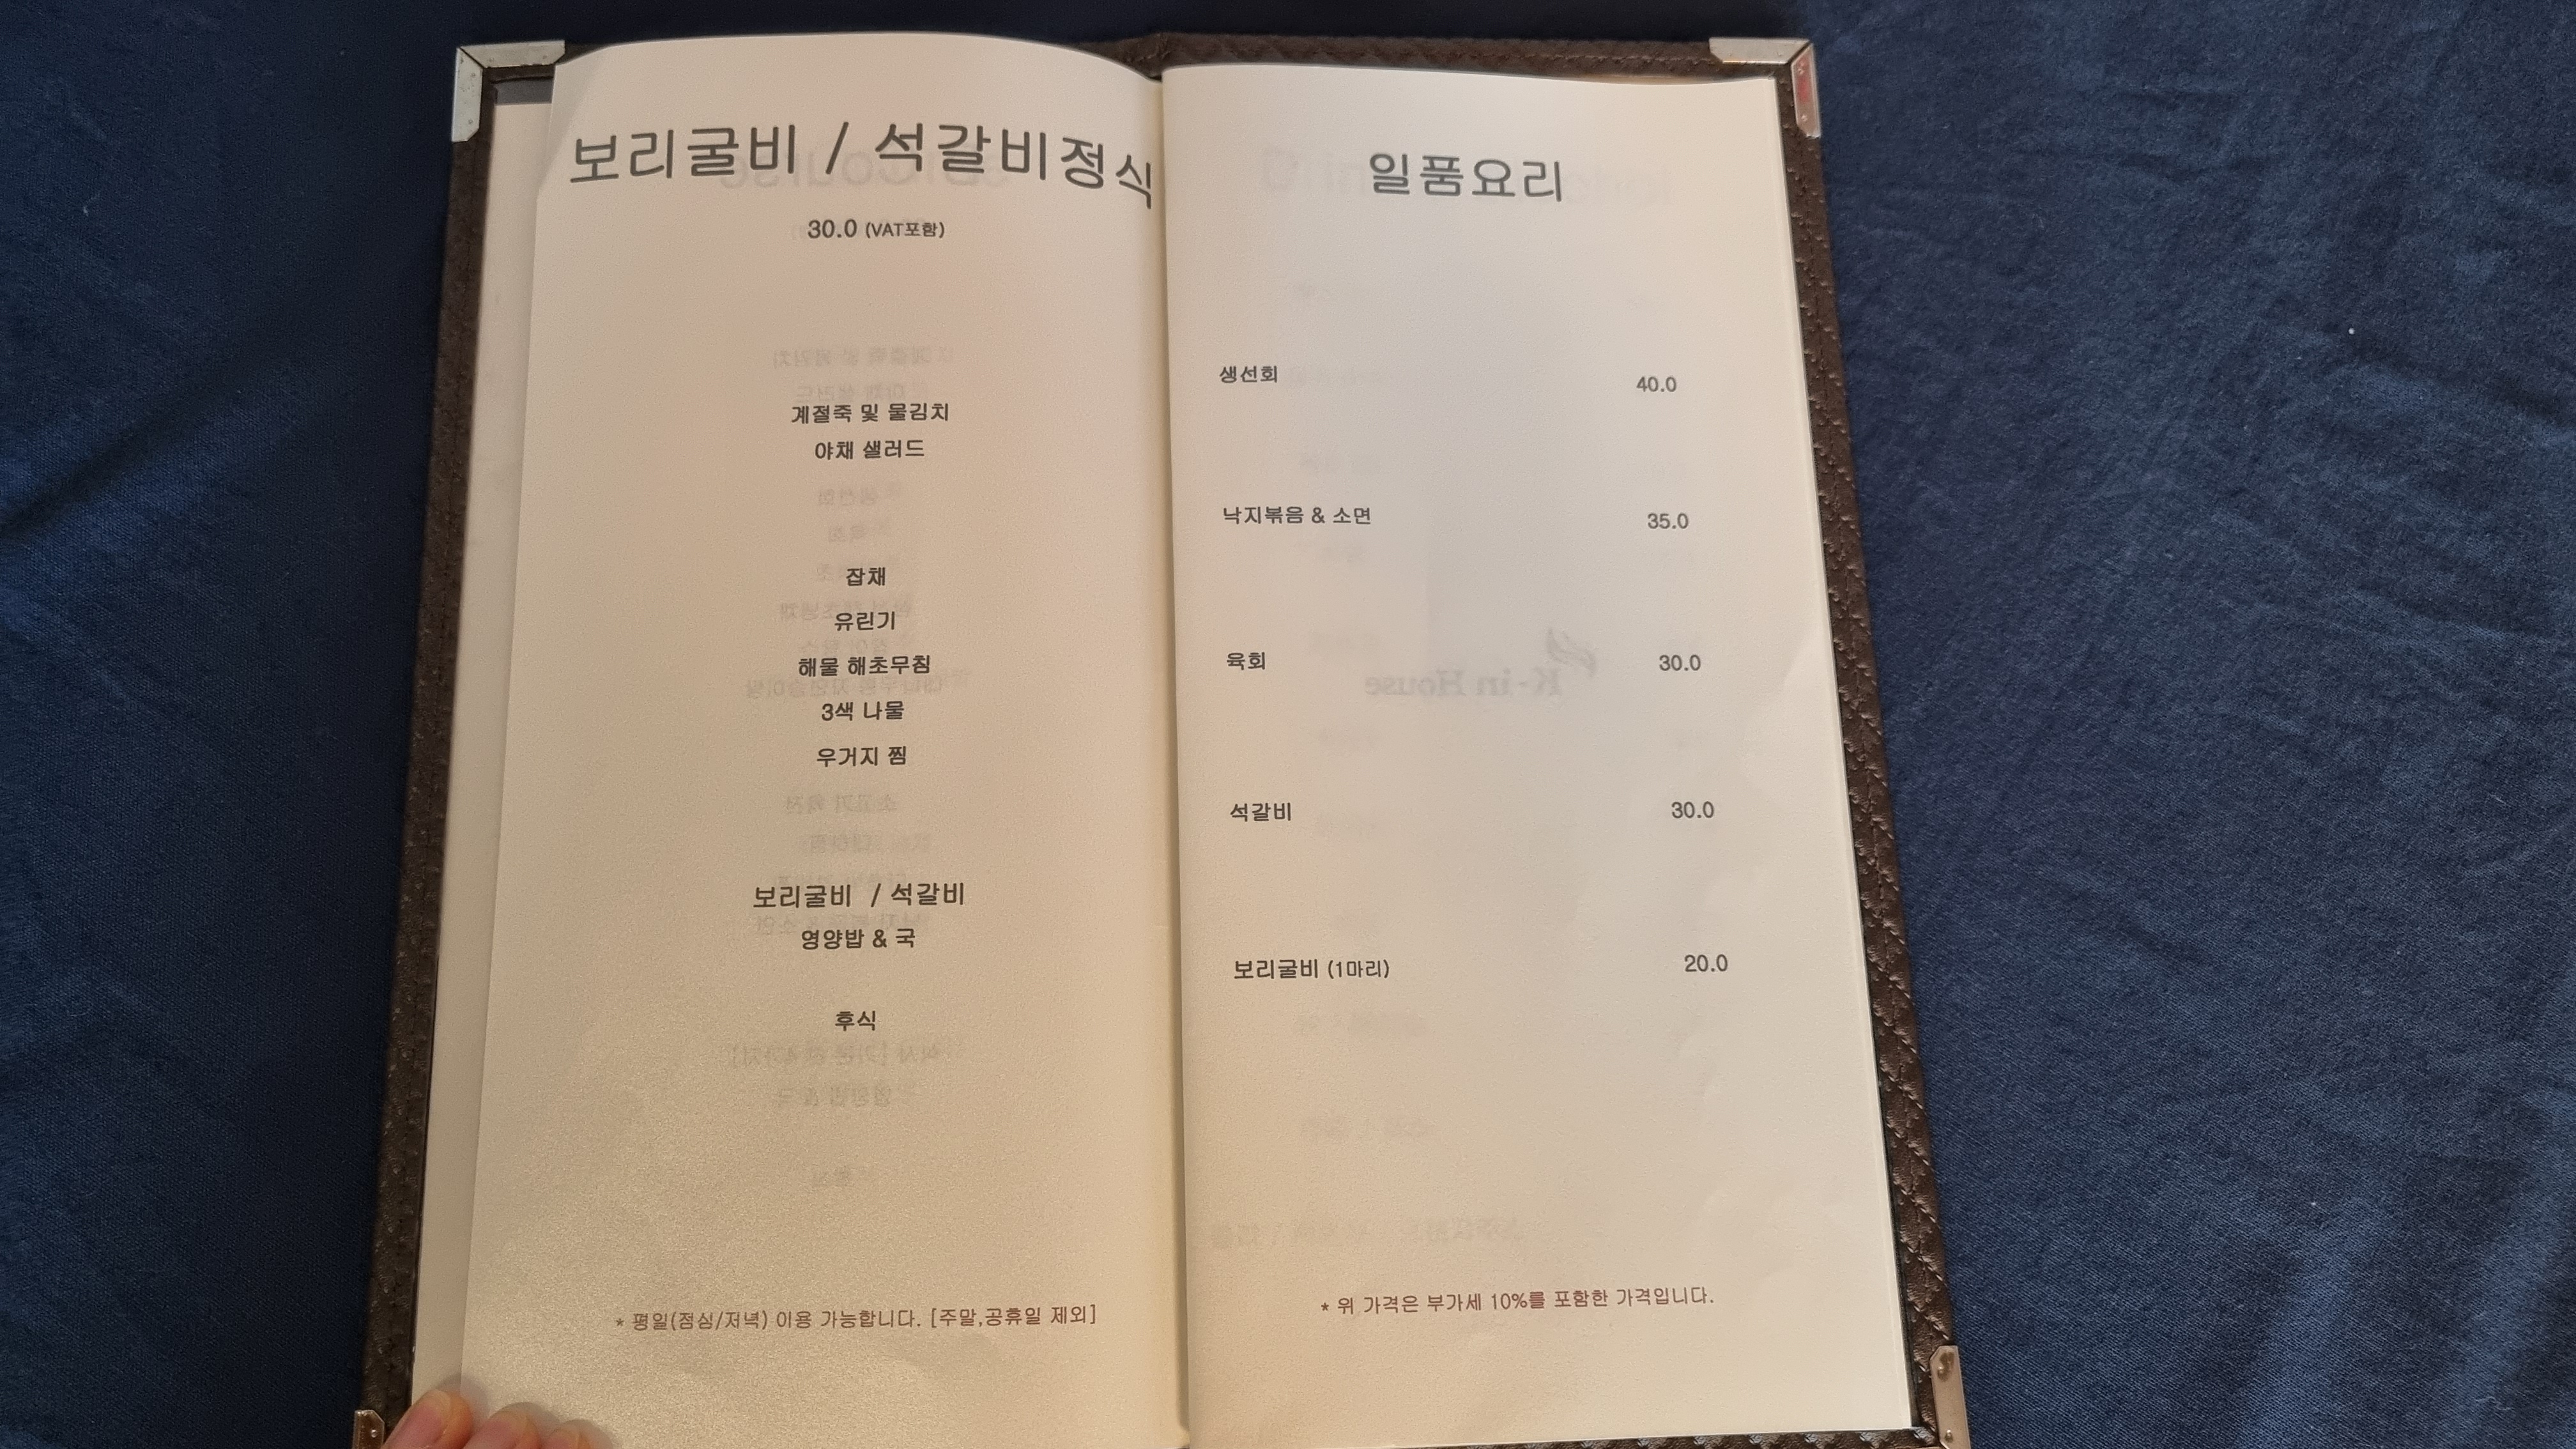 보리굴비 / 석갈비정식
30.0 (VAT포함)
계절죽 및 물김치
야채 샐러드
잡채
유린기
해물 해초무침
3색 나물
우거지 찜
보리굴비 / 석갈비
영양밥 & 국
후식
* 평일(점심/저녁) 이용 가능합니다. [주말,공휴일 제외]
일품요리
생선회 40.0
낙지볶음 & 소면 35.0
육회 30.0
석갈비 30.0
보리굴비 (1마리) 20.0
* 위 가격은 부가세 10%를 포함한 가격입니다.
K-in House